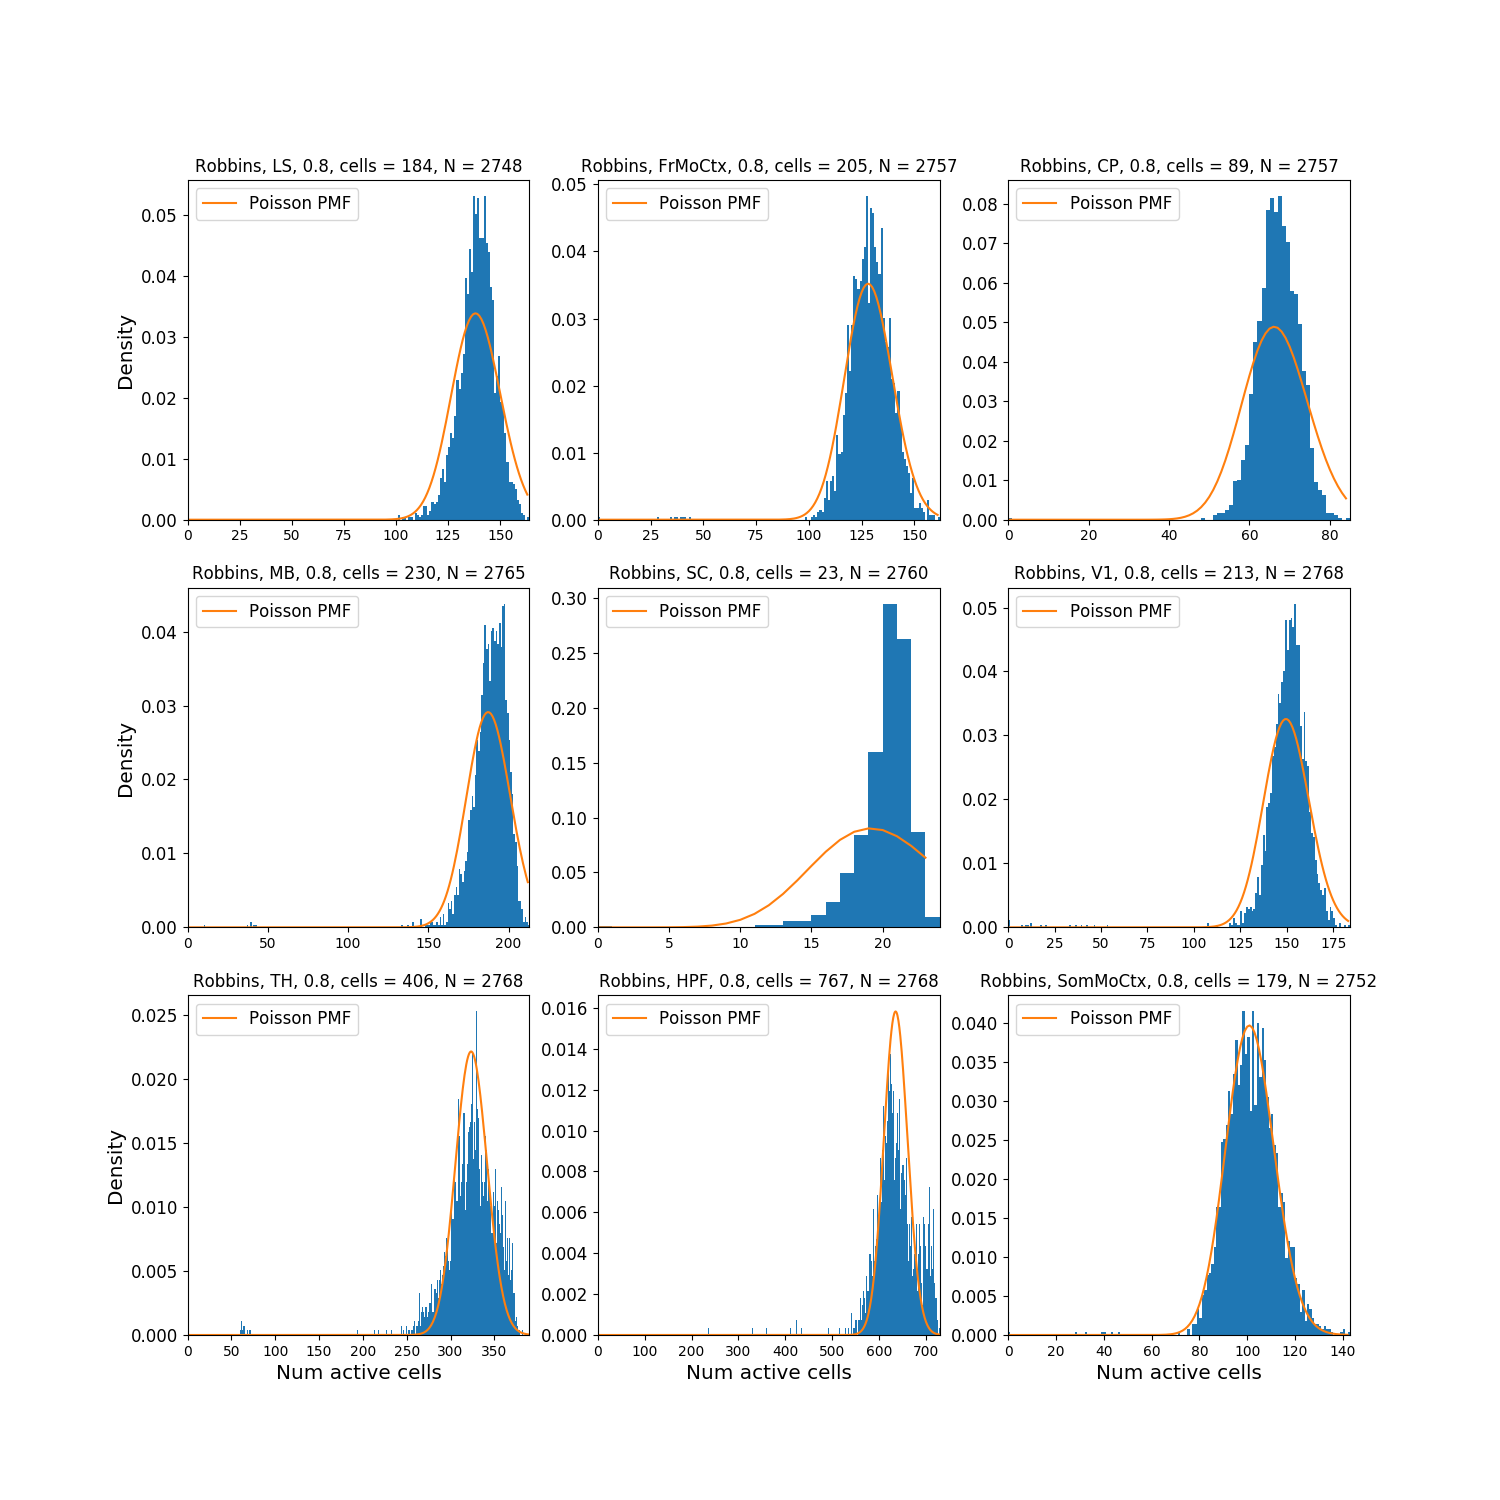 Robbins, LS, 0.8, cells = 184, N = 2748
Robbins, FrMoCtx, 0.8, cells = 205, N = 2757
Robbins, CP, 0.8, cells = 89, N = 2757
Density
0.05
0.04
0.03
0.02
0.01
0.00
Poisson PMF
0 25 50 75 100 125 150
0.05
0.04
0.03
0.02
0.01
0.00
Poisson PMF
0 25 50 75 100 125 150
0.08
0.07
0.06
0.05
0.04
0.03
0.02
0.01
0.00
Poisson PMF
0 20 40 60 80
Robbins, MB, 0.8, cells = 230, N = 2765
Robbins, SC, 0.8, cells = 23, N = 2760
Robbins, V1, 0.8, cells = 213, N = 2768
Density
0.04
0.03
0.02
0.01
0.00
Poisson PMF
0 50 100 150 200
0.30
0.25
0.20
0.15
0.10
0.05
0.00
Poisson PMF
0 5 10 15 20
0.05
0.04
0.03
0.02
0.01
0.00
Poisson PMF
0 25 50 75 100 125 150 175
Robbins, TH, 0.8, cells = 406, N = 2768
Robbins, HPF, 0.8, cells = 767, N = 2768
Robbins, SomMoCtx, 0.8, cells = 179, N = 2752
Density
0.025
0.020
0.015
0.010
0.005
0.000
Poisson PMF
0 50 100 150 200 250 300 350
Num active cells
0.016
0.014
0.012
0.010
0.008
0.006
0.004
0.002
0.000
Poisson PMF
0 100 200 300 400 500 600 700
Num active cells
0.040
0.035
0.030
0.025
0.020
0.015
0.010
0.005
0.000
Poisson PMF
0 20 40 60 80 100 120 140
Num active cells